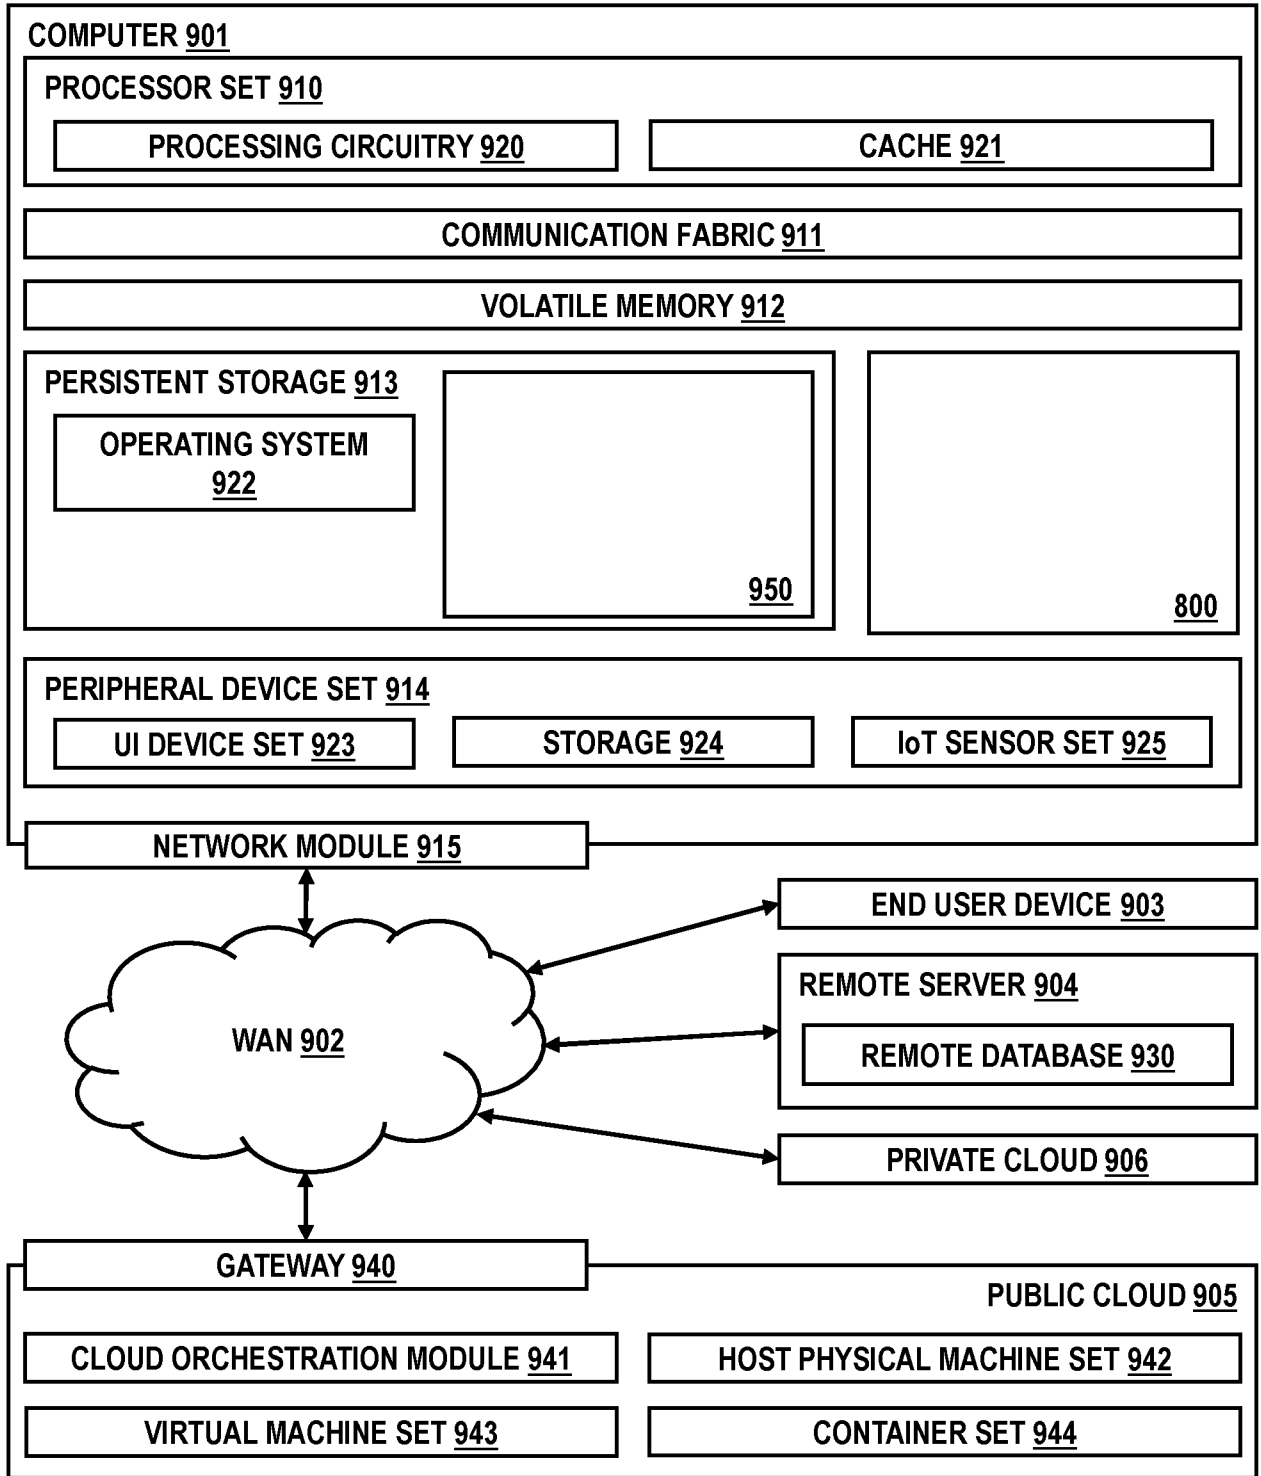 COMPUTER 901
PROCESSOR SET 910
PROCESSING CIRCUITRY 920
CACHE 921
COMMUNICATION FABRIC 911
VOLATILE MEMORY 912
PERSISTENT STORAGE 913
OPERATING SYSTEM
922
950
800
PERIPHERAL DEVICE SET 914
UI DEVICE SET 923
STORAGE 924
IoT SENSOR SET 925
NETWORK MODULE 915
END USER DEVICE 903
REMOTE SERVER 904
WAN 902
REMOTE DATABASE 930
PRIVATE CLOUD 906
GATEWAY 940
PUBLIC CLOUD 905
CLOUD ORCHESTRATION MODULE 941
HOST PHYSICAL MACHINE SET 942
VIRTUAL MACHINE SET 943
CONTAINER SET 944